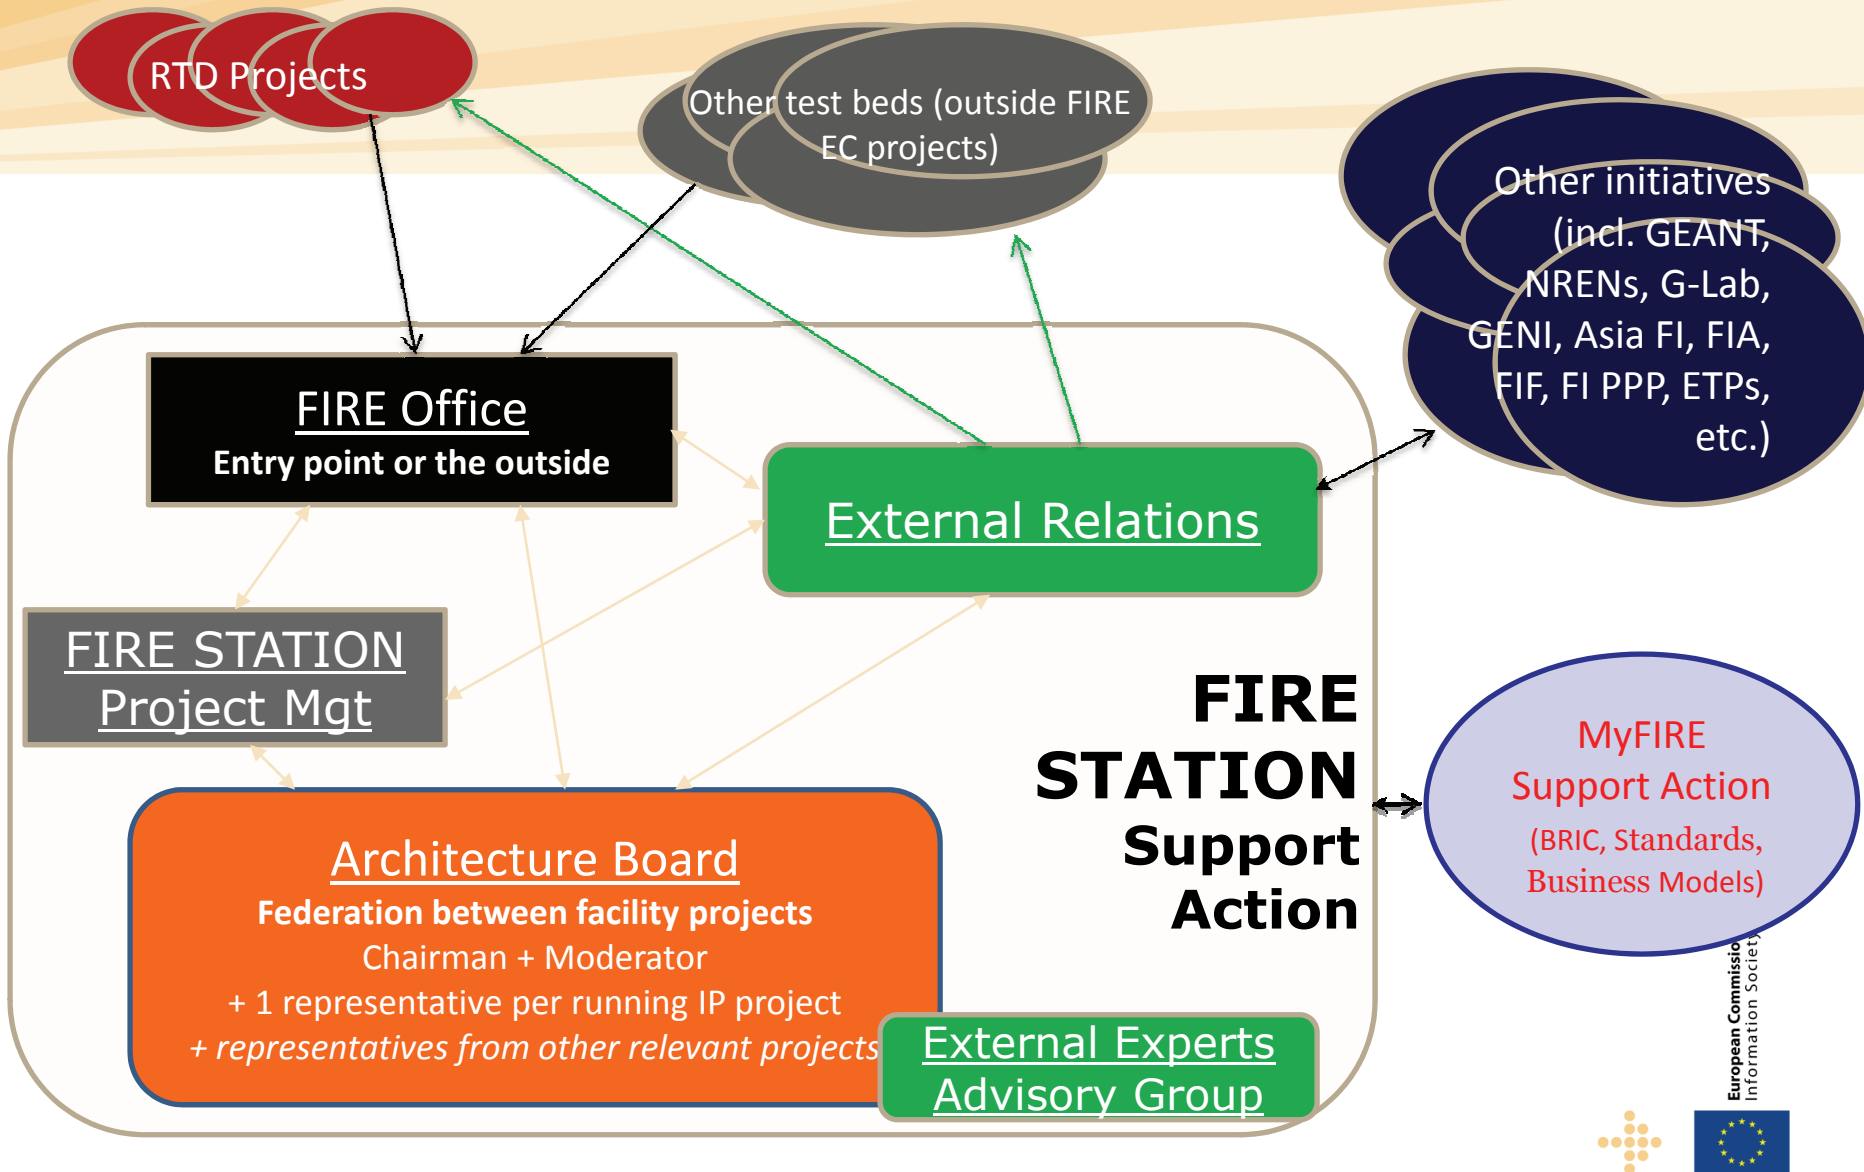 RTD Projects
Other test beds (outside FIRE
EC projects)
Other initiatives
(incl. GEANT,
NRENs, G-Lab,
GENI, Asia FI, FIA,
FIF, FI PPP, ETPs,
etc.)
FIRE Office
Entry point or the outside
External Relations
FIRE STATION
Project Mgt
FIRE
STATION
Support
Action
MyFIRE
Support Action
(BRIC, Standards,
Business Models)
Architecture Board
Federation between facility projects
Chairman + Moderator
+ 1 representative per running IP project
+ representatives from other relevant projects
External Experts
Advisory Group
European Commissio
Information Society